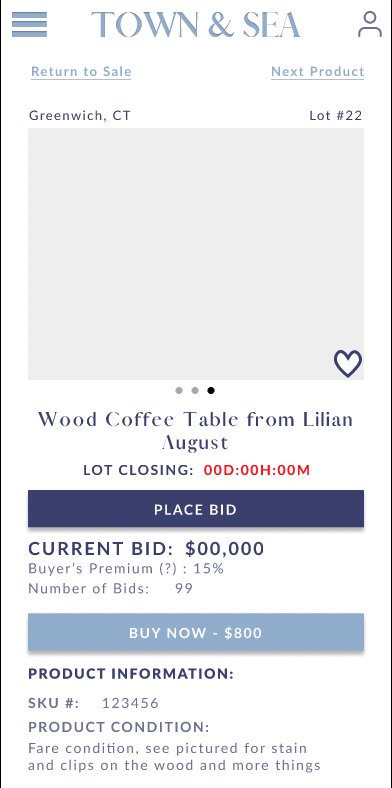 TOWN & SEA
Return to Sale
Next Product
Greenwich, CT
Lot #22
Wood Coffee Table from Lilian
August
LOT CLOSING: 00D:00H:00M
PLACE BID
CURRENT BID: $00,000
Buyer's Premium (?) : 15%
Number of Bids: 99
BUY NOW - $800
PRODUCT INFORMATION:
SKU #: 123456
PRODUCT CONDITION:
Fare condition, see pictured for stain
and clips on the wood and more things